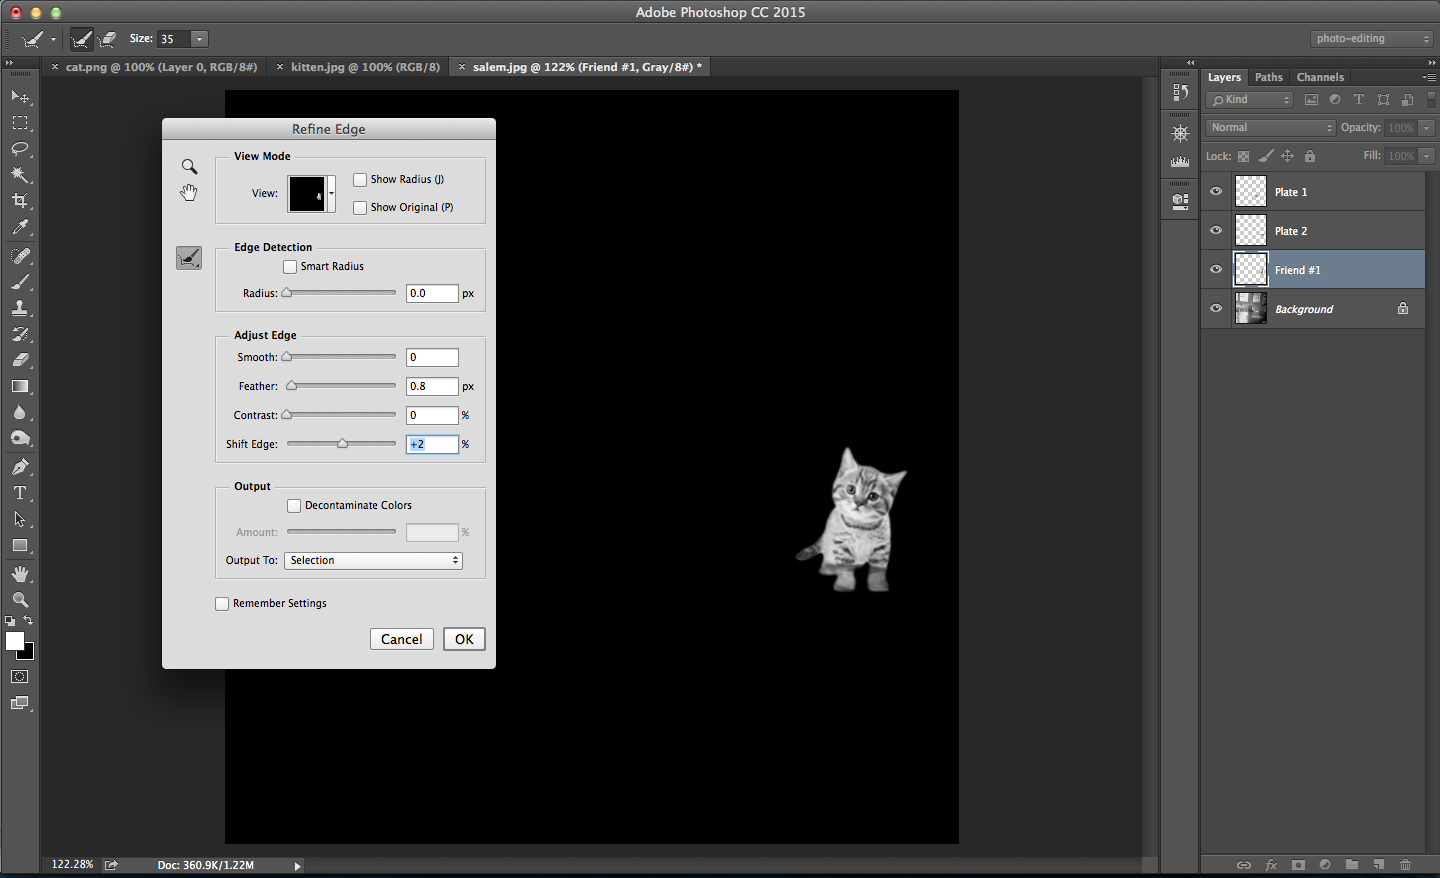 Adobe Photoshop CC 2015
Size: 35
photo-editing
× cat.png @ 100% (Layer 0, RGB/8#)
× kitten.jpg @ 100% (RGB/8)
× salem.jpg @ 122% (Friend #1, Gray/8#) *
Refine Edge
View Mode
View:
Show Radius (J)
Show Original (P)
Edge Detection
Smart Radius
Radius: 0.0 px
Adjust Edge
Smooth: 0
Feather: 0.8 px
Contrast: 0 %
Shift Edge: +2 %
Output
Decontaminate Colors
Amount: %
Output To: Selection
Remember Settings
Cancel OK
Layers Paths Channels
Kind
Normal Opacity: 100%
Lock: Fill: 100%
Plate 1
Plate 2
Friend #1
Background
122.28% Doc: 360.9K/1.22M
fx